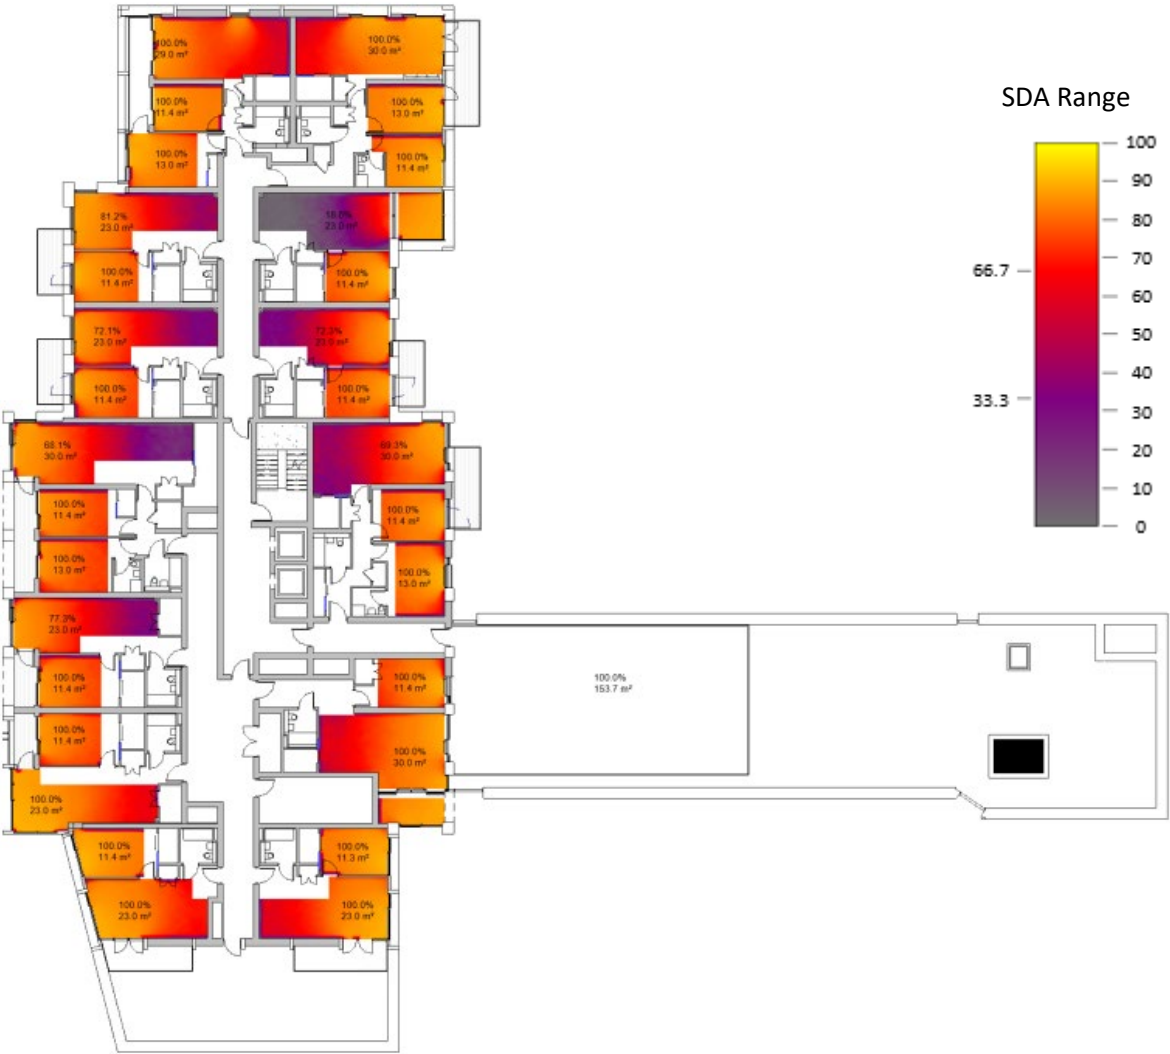 100.0%
29.0 m²
100.0%
30.0 m²
SDA Range
100.0%
11.4 m²
100.0%
13.0 m²
100.0%
13.0 m²
100.0%
11.4 m²
100
90
80
70
66.7
60
50
40
33.3
30
20
10
0
81.2%
23.0 m²
23.0 m²
100.0%
11.4 m²
100.0%
11.4 m²
72.1%
23.0 m²
72.3%
23.0 m²
100.0%
11.4 m²
100.0%
11.4 m²
68.1%
30.0 m²
69.3%
30.0 m²
100.0%
11.4 m²
100.0%
11.4 m²
100.0%
13.0 m²
100.0%
13.0 m²
77.3%
23.0 m²
100.0%
11.4 m²
100.0%
11.4 m²
100.0%
153.7 m²
100.0%
11.4 m²
100.0%
30.0 m²
100.0%
23.0 m²
100.0%
11.4 m²
100.0%
11.3 m²
100.0%
23.0 m²
100.0%
23.0 m²